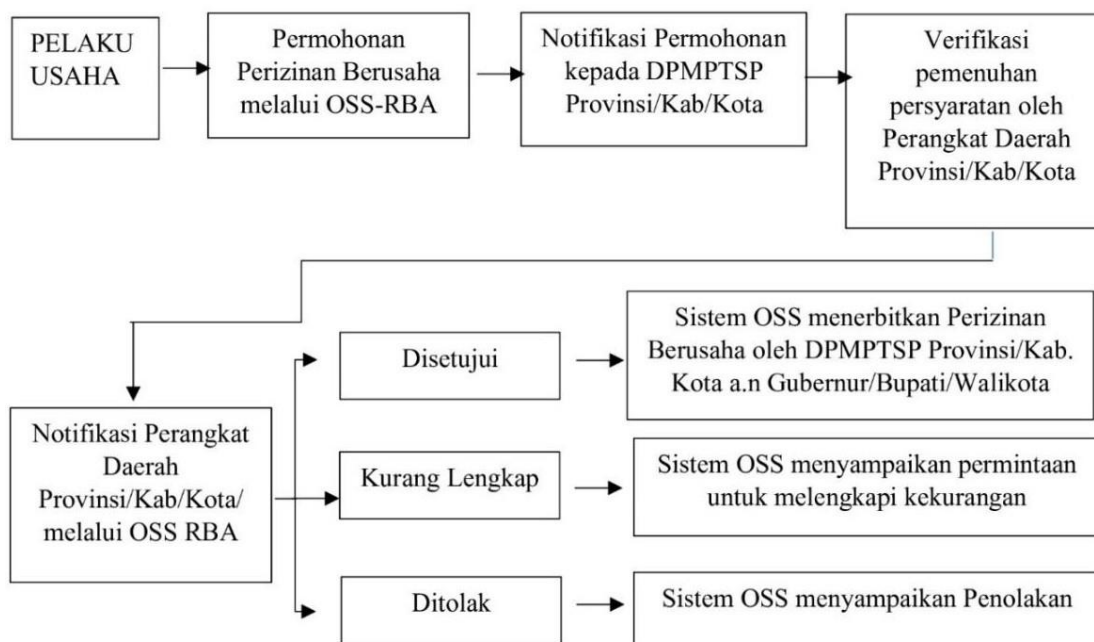 PELAKU
USAHA
Permohonan
Perizinan Berusaha
melalui OSS-RBA
Notifikasi Permohonan
kepada DPMPTSP
Provinsi/Kab/Kota
Verifikasi
pemenuhan
persyaratan oleh
Perangkat Daerah
Provinsi/Kab/Kota
Notifikasi Perangkat
Daerah
Provinsi/Kab/Kota/
melalui OSS RBA
Disetujui
Sistem OSS menerbitkan Perizinan
Berusaha oleh DPMPTSP Provinsi/Kab.
Kota a.n Gubernur/Bupati/Walikota
Kurang Lengkap
Sistem OSS menyampaikan permintaan
untuk melengkapi kekurangan
Ditolak
Sistem OSS menyampaikan Penolakan